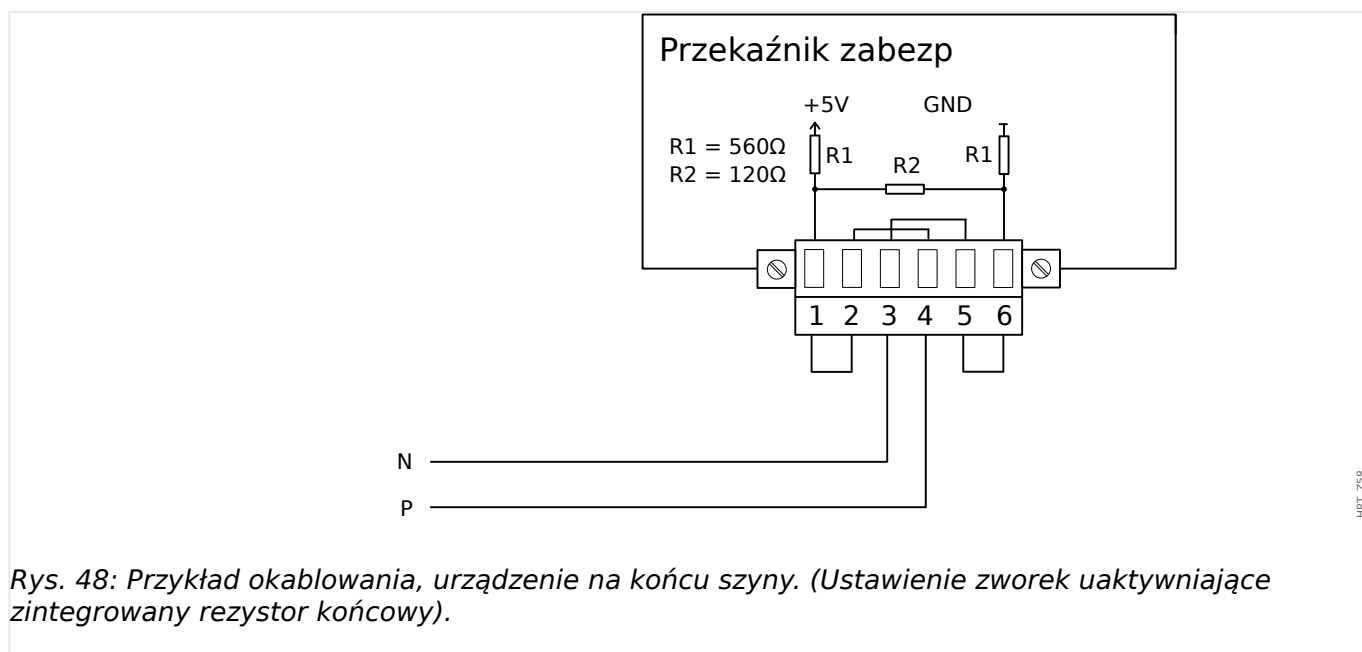 Przekaźnik zabezp
+5V GND
R1 = 560Ω
R2 = 120Ω
R1 R2 R1
1 2 3 4 5 6
N
P
HPT_Z58
Rys. 48: Przykład okablowania, urządzenie na końcu szyny. (Ustawienie zworek uaktywniające
zintegrowany rezystor końcowy).